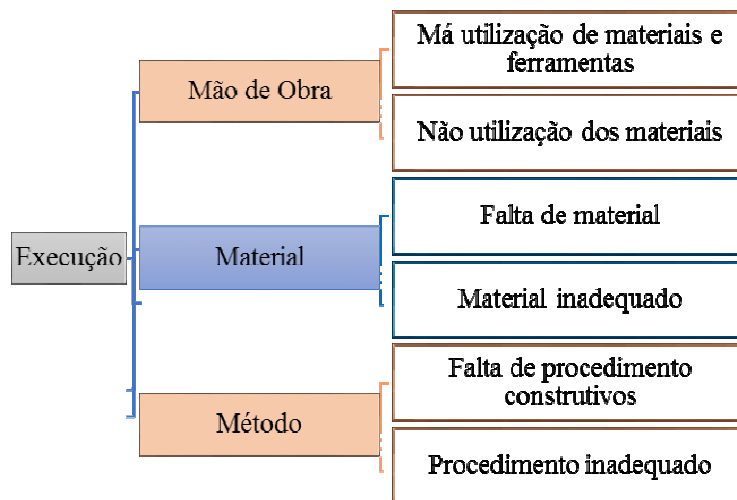 Execução
Mão de Obra
Má utilização de materiais e
ferramentas
Não utilização dos materiais
Material
Falta de material
Material inadequado
Método
Falta de procedimento
construtivos
Procedimento inadequado